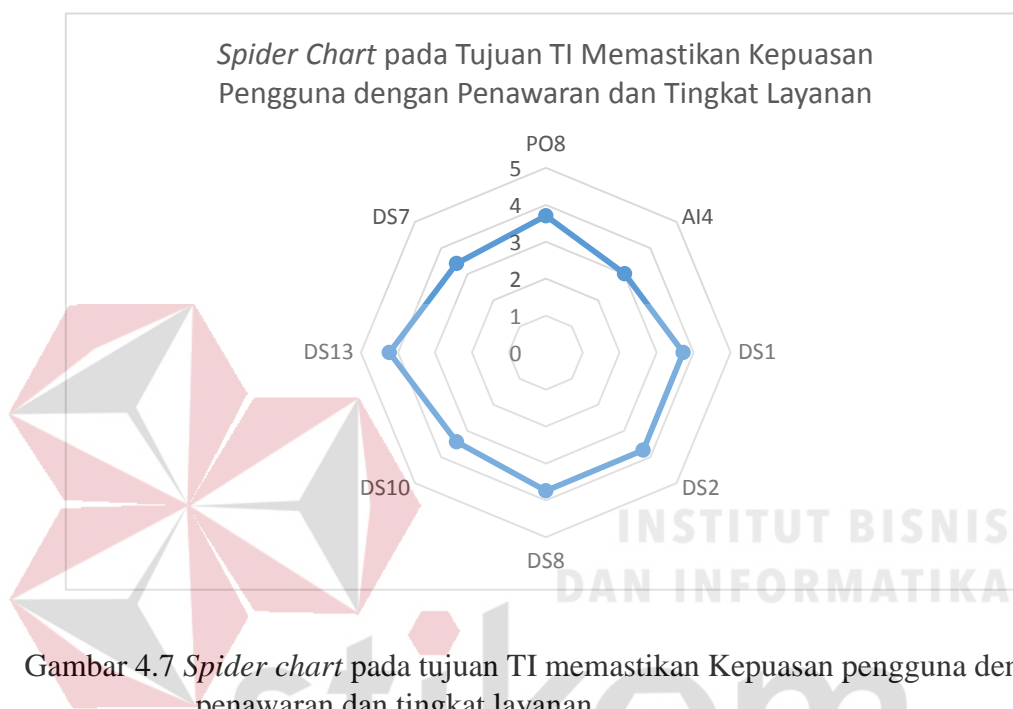 Spider Chart pada Tujuan TI Memastikan Kepuasan
Pengguna dengan Penawaran dan Tingkat Layanan
PO8
5
4
3
2
1
0
AI4
DS7
DS13
DS1
DS10
DS2
DS8
INSTITUT BISNIS
DAN INFORMATIKA
Gambar 4.7 Spider chart pada tujuan TI memastikan Kepuasan pengguna den
penawaran dan tingkat layanan
stikom